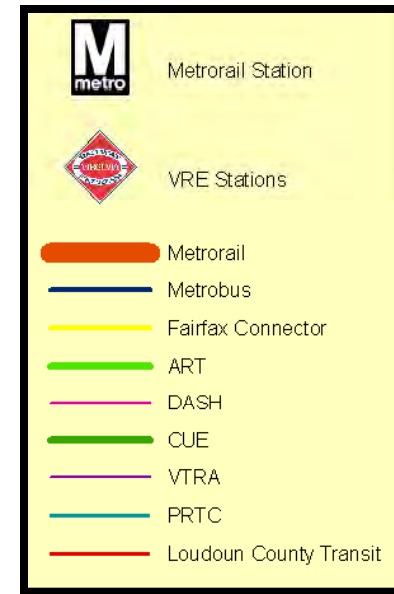 M
metro
Metrorail Station
VRE Stations
Metrorail
Metrobus
Fairfax Connector
ART
DASH
CUE
VTRA
PRTC
Loudoun County Transit